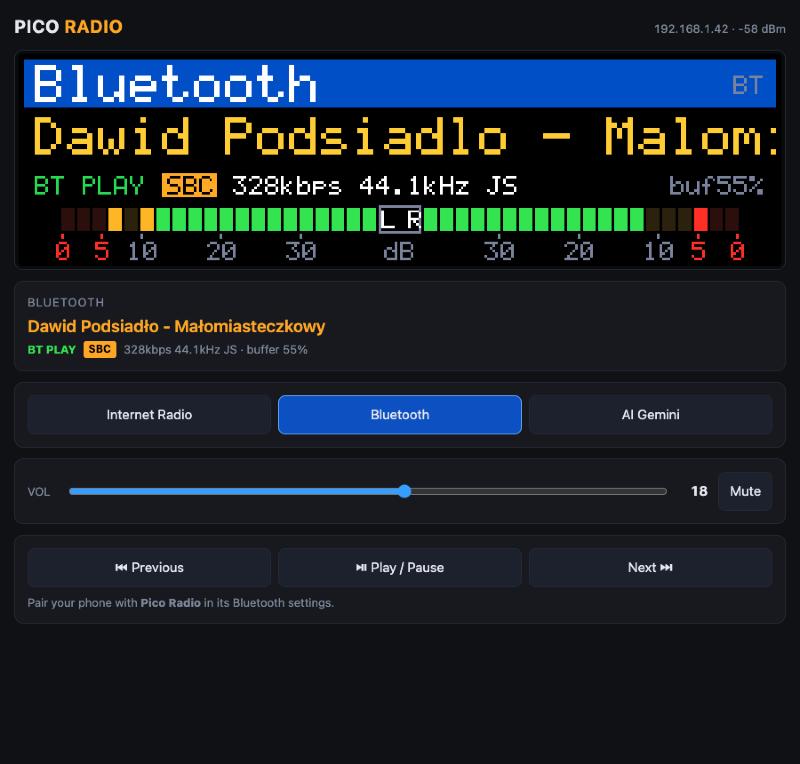 PICO RADIO
192.168.1.42 · -58 dBm
Bluetooth BT
Dawid Podsiadlo - Malom:
BT PLAY SBC 328kbps 44.1kHz JS buf55%
L R
0 5 10 20 30 dB 30 20 10 5 0
BLUETOOTH
Dawid Podsiadło - Małomiasteczkowy
BT PLAY SBC 328kbps 44.1kHz JS · buffer 55%
Internet Radio Bluetooth AI Gemini
VOL 18 Mute
⏮ Previous ⏯ Play / Pause Next ⏭
Pair your phone with Pico Radio in its Bluetooth settings.